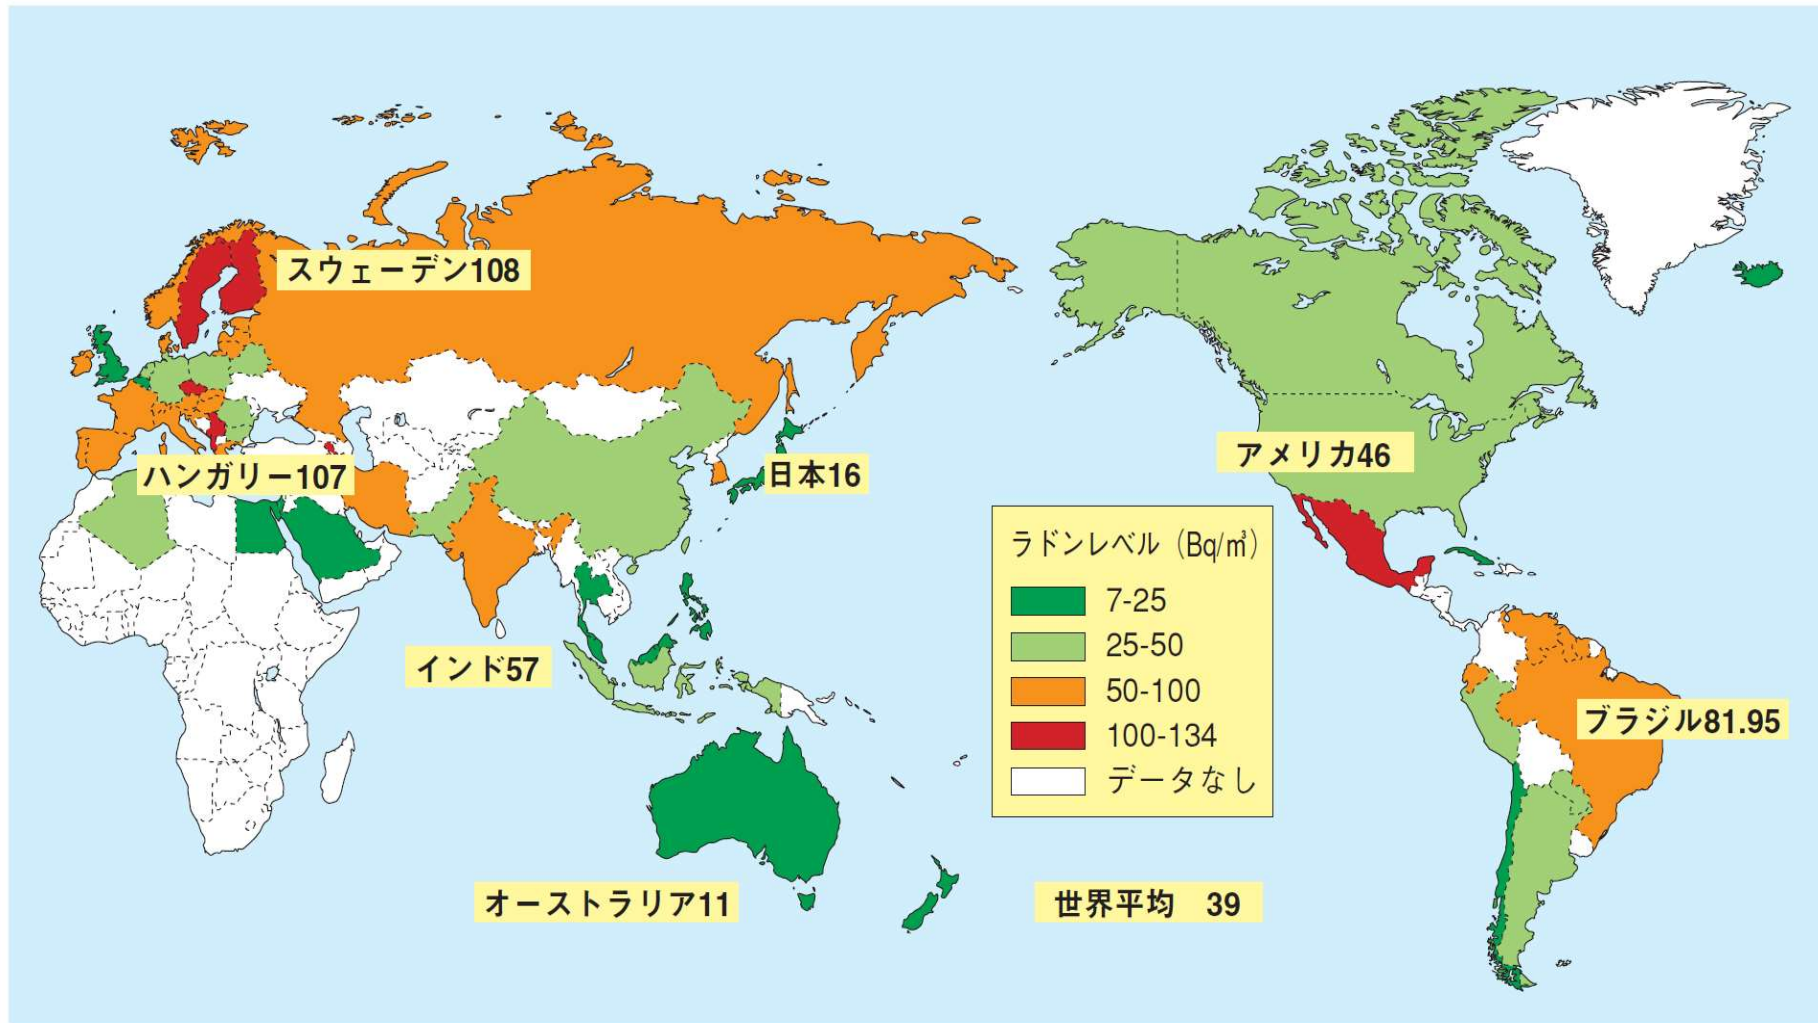 スウェーデン108
ハンガリー107
日本16
アメリカ46
インド57
ブラジル81.95
オーストラリア11
世界平均　39
ラドンレベル（Bq/㎥）
7-25
25-50
50-100
100-134
データなし